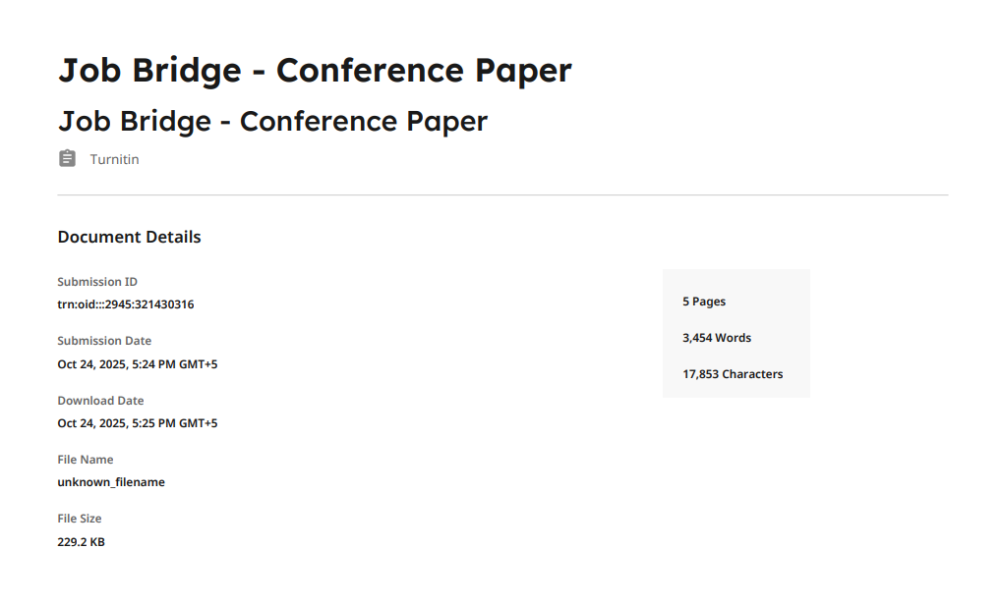 Job Bridge - Conference Paper
Job Bridge - Conference Paper
Turnitin
Document Details
Submission ID
trn:oid:::2945:321430316
Submission Date
Oct 24, 2025, 5:24 PM GMT+5
Download Date
Oct 24, 2025, 5:25 PM GMT+5
File Name
unknown_filename
File Size
229.2 KB
5 Pages
3,454 Words
17,853 Characters